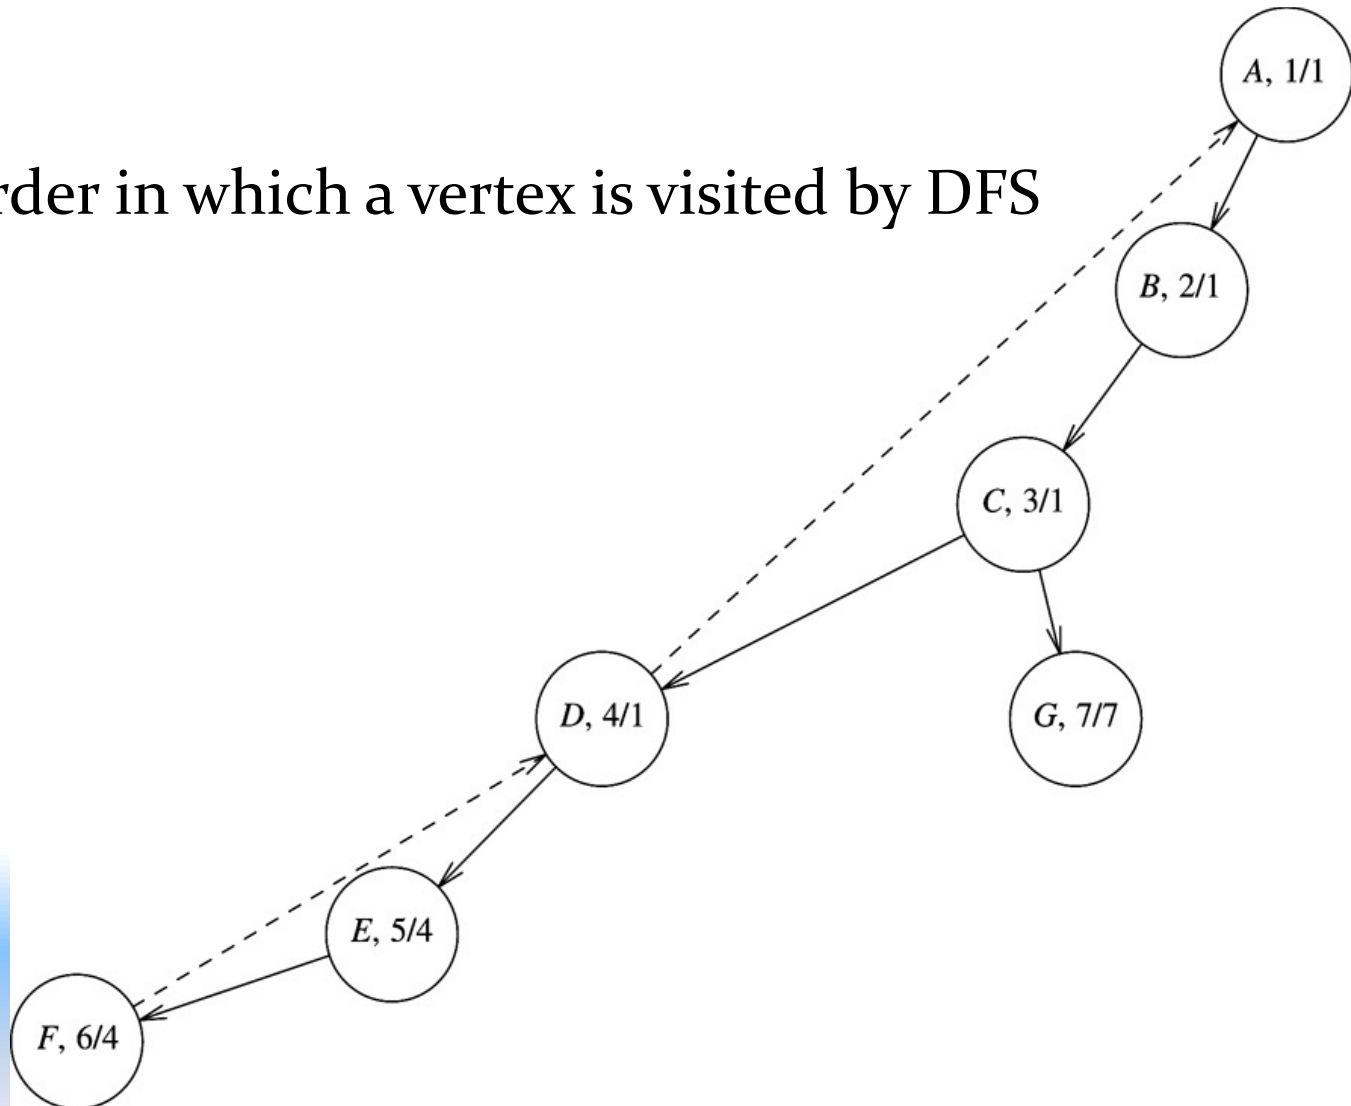 A, 1/1
rder in which a vertex is visited by DFS
B, 2/1
C, 3/1
D, 4/1
G, 7/7
E, 5/4
F, 6/4